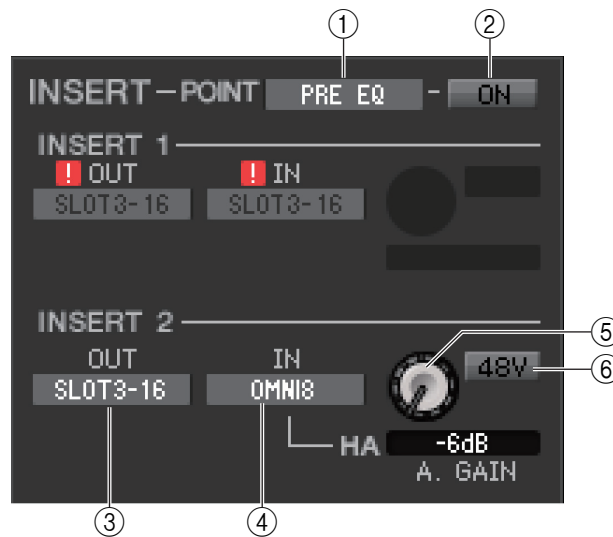 ① ②
INSERT-POINT PRE EQ - ON
INSERT 1
! OUT ! IN
SLOT3-16 SLOT3-16
INSERT 2
OUT IN
SLOT3-16 OMNI8 48V
⑤
⑥
HA -6dB
A. GAIN
③ ④